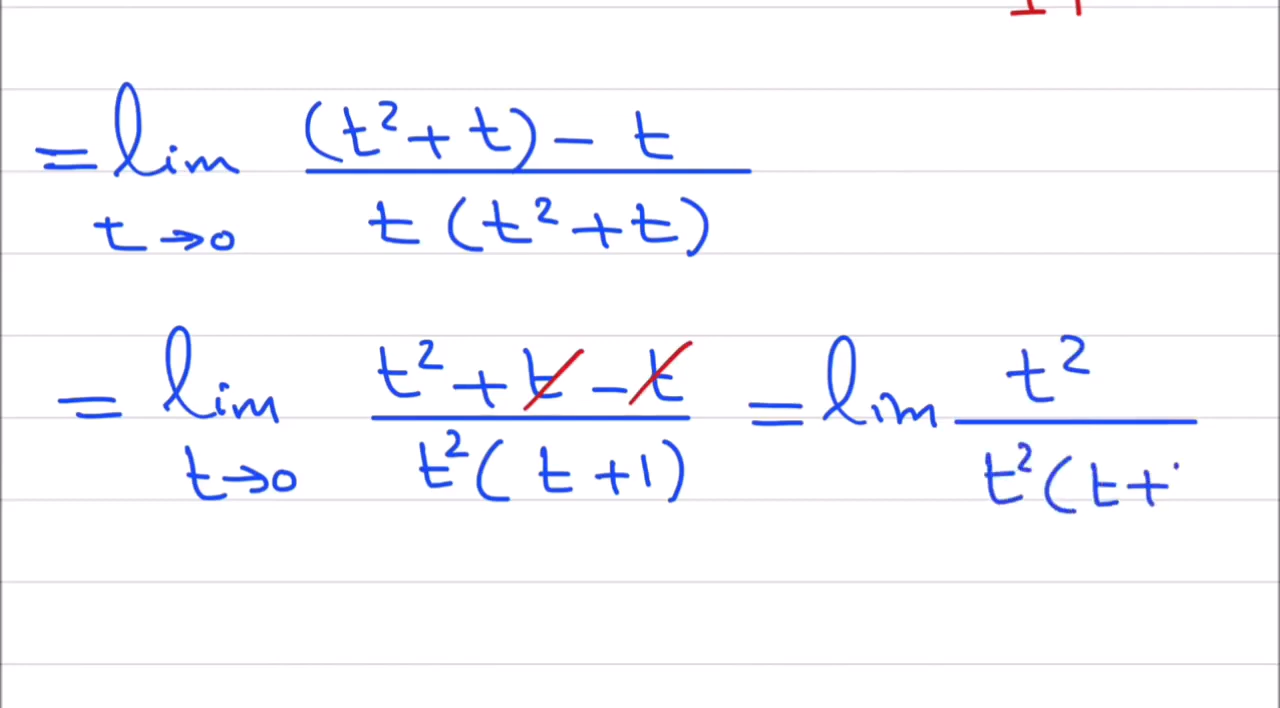 = lim (t² + t) - t / t (t² + t)
t → 0
= lim t² + t - t / t² (t + 1) = lim t² / t² (t +
t → 0